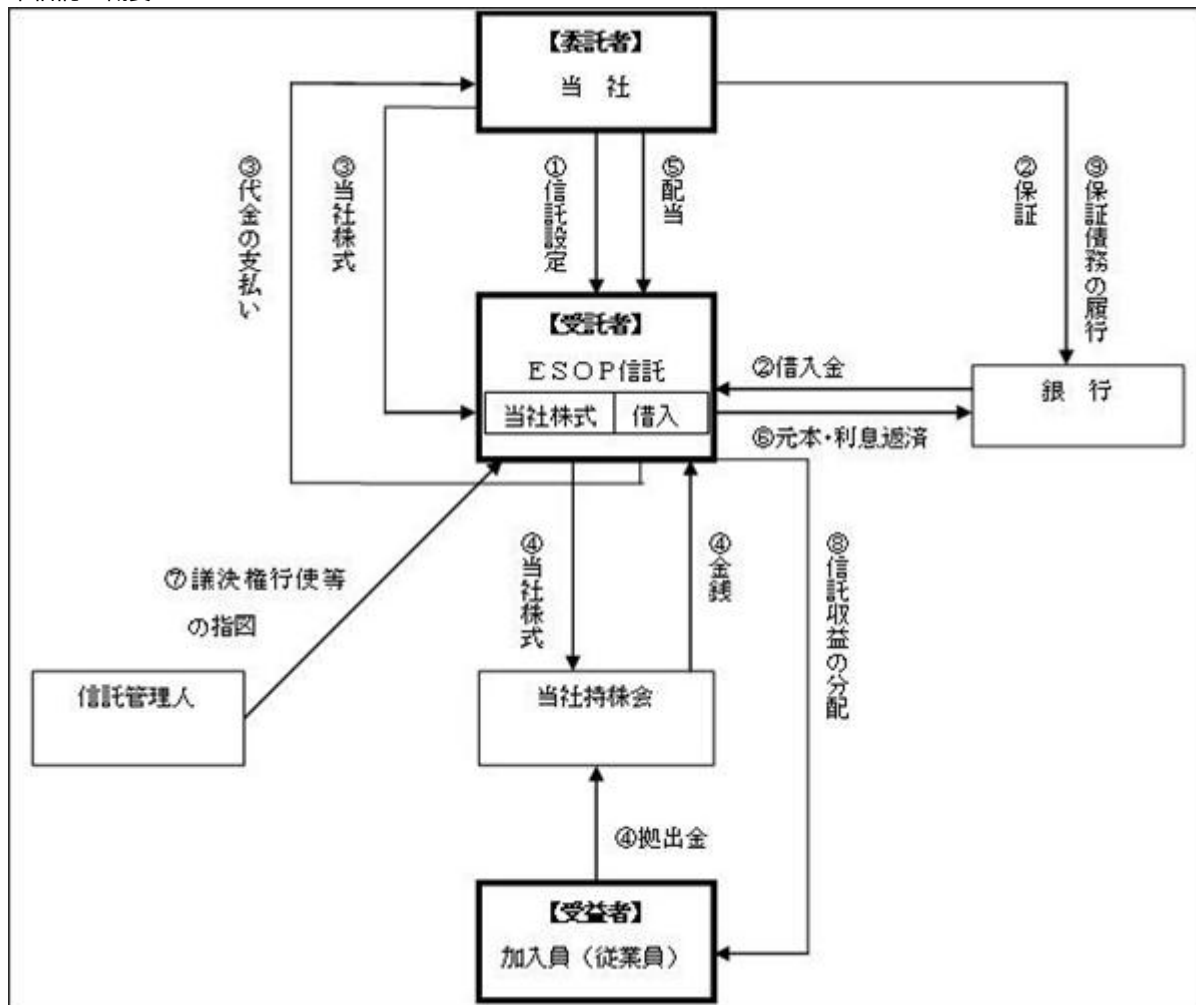 【委託者】
当 社
③代金の支払い
③当社株式
①信託設定
⑤配当
②保証
⑨保証債務の履行
【受託者】
ESOP信託
当社株式
借入
②借入金
⑥元本・利息返済
銀 行
⑦議決権行使等
の指図
④当社株式
④金銭
⑧信託収益の分配
信託管理人
当社持株会
④拠出金
【受益者】
加入員（従業員）